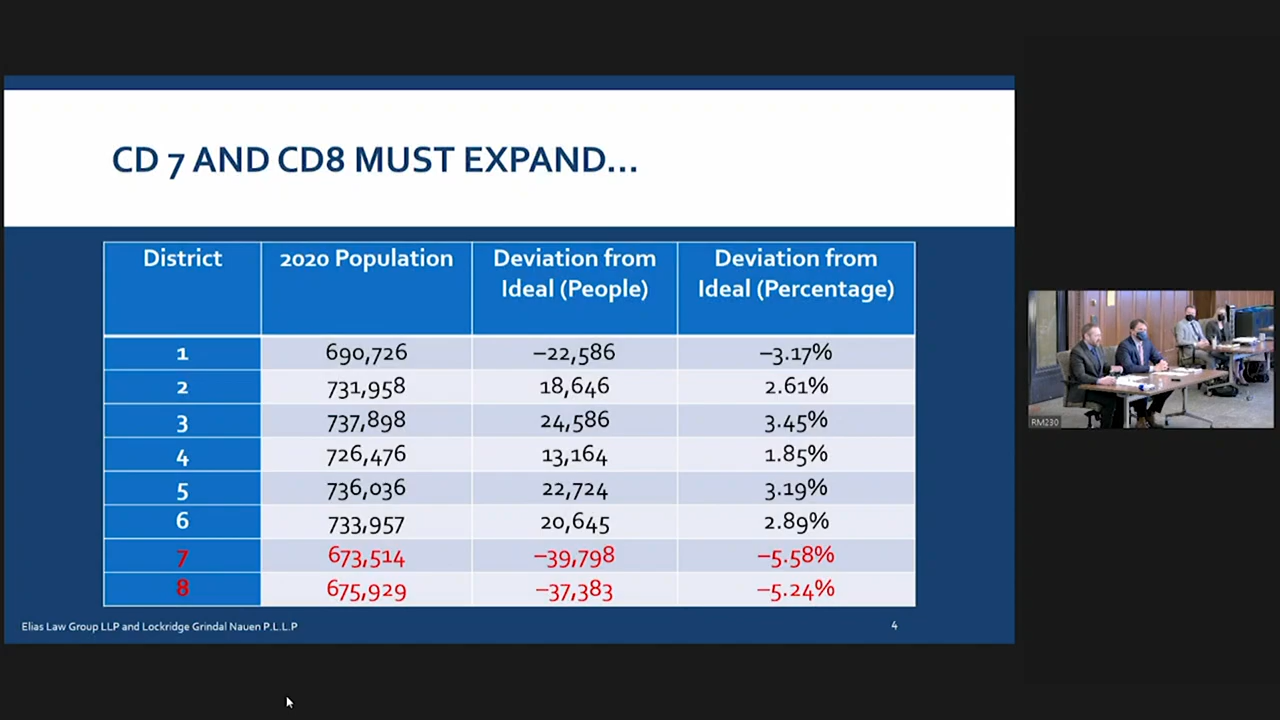 CD 7 AND CD8 MUST EXPAND...
District 2020 Population Deviation from Ideal (People) Deviation from Ideal (Percentage)
1 690,726 –22,586 –3.17%
2 731,958 18,646 2.61%
3 737,898 24,586 3.45%
4 726,476 13,164 1.85%
5 736,036 22,724 3.19%
6 733,957 20,645 2.89%
7 673,514 –39,798 –5.58%
8 675,929 –37,383 –5.24%
Elias Law Group LLP and Lockridge Grindal Nauen P.L.L.P 4
RM230